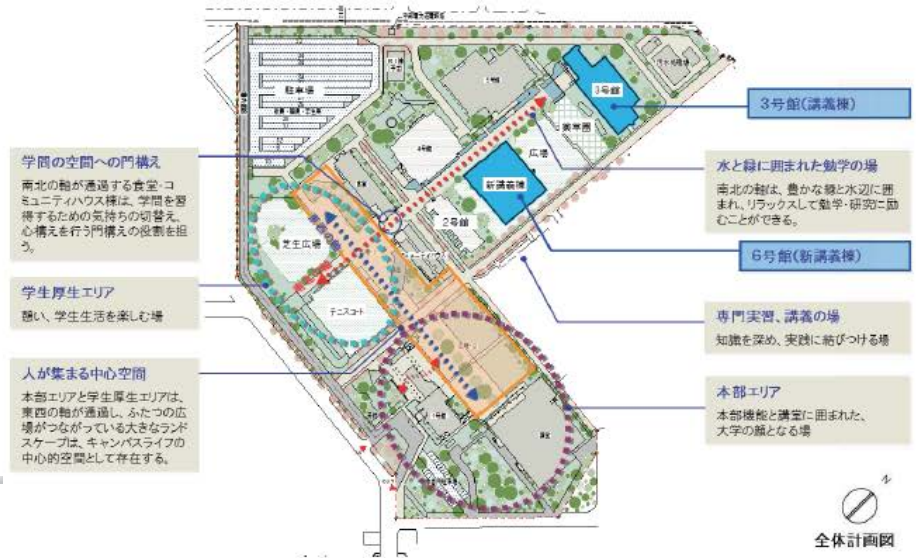 学問の空間への門構え
南北の軸が通過する食堂・コ
ミュニティハウス棟は、学問を習
得するための気持ちの切替え、
心構えを行う門構えの役割を担
う。
学生厚生エリア
憩い、学生生活を楽しむ場
人が集まる中心空間
本部エリアと学生厚生エリアは、
東西の軸が通過し、ふたつの広
場がつながっている大きなランド
スケープは、キャンパスライフの
中心的空間として存在する。
駐車場
芝生広場
テニスコート
2号館
新講義棟
広場
3号館
3号館(講義棟)
水と緑に囲まれた勉学の場
南北の軸は、豊かな緑と水辺に囲
まれ、リラックスして勉学・研究に励
むことができる。
6号館(新講義棟)
専門実習、講義の場
知識を深め、実践に結びつける場
本部エリア
本部機能と講堂に囲まれた、
大学の顔となる場
N
全体計画図